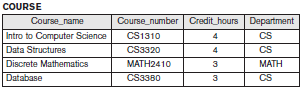 COURSE
Course_name Course_number Credit_hours Department
Intro to Computer Science CS1310 4 CS
Data Structures CS3320 4 CS
Discrete Mathematics MATH2410 3 MATH
Database CS3380 3 CS